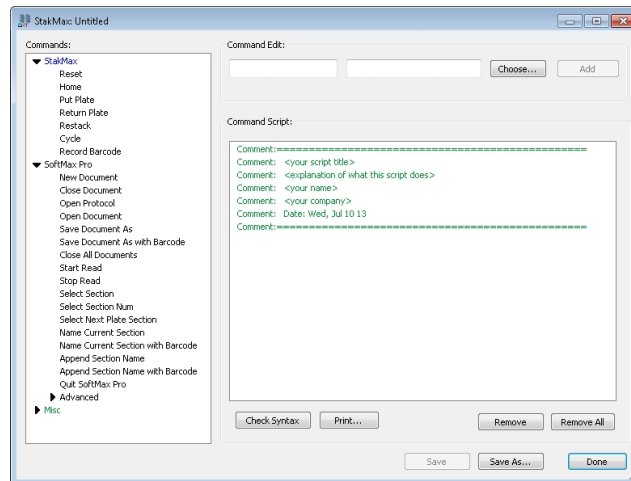 StakMax: Untitled
Commands:
StakMax
Reset
Home
Put Plate
Return Plate
Restack
Cycle
Record Barcode
SoftMax Pro
New Document
Close Document
Open Protocol
Open Document
Save Document As
Save Document As with Barcode
Close All Documents
Start Read
Stop Read
Select Section
Select Section Num
Select Next Plate Section
Name Current Section
Name Current Section with Barcode
Append Section Name
Append Section Name with Barcode
Quit SoftMax Pro
Advanced
Misc
Command Edit:
Choose... Add
Command Script:
Comment:==================================================
Comment: <your script title>
Comment: <explanation of what this script does>
Comment: <your name>
Comment: <your company>
Comment: Date: Wed, Jul 10 13
Comment:==================================================
Check Syntax Print... Remove Remove All
Save Save As... Done